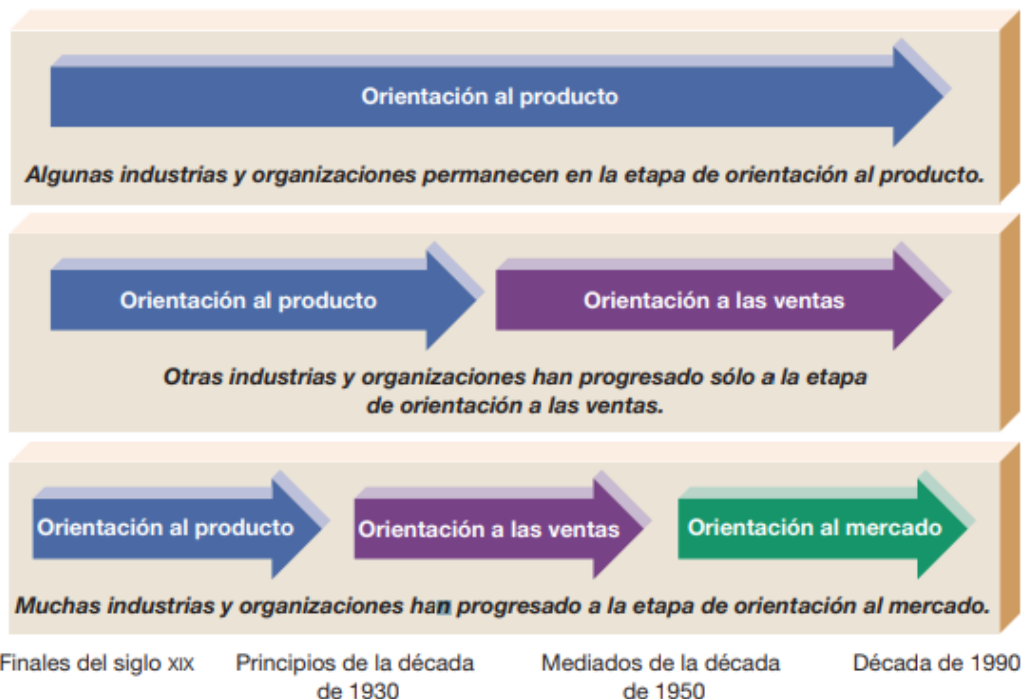 Orientación al producto
Algunas industrias y organizaciones permanecen en la etapa de orientación al producto.
Orientación al producto
Orientación a las ventas
Otras industrias y organizaciones han progresado sólo a la etapa
de orientación a las ventas.
Orientación al producto
Orientación a las ventas
Orientación al mercado
Muchas industrias y organizaciones han progresado a la etapa de orientación al mercado.
Finales del siglo XIX
Principios de la década
de 1930
Mediados de la década
de 1950
Década de 1990